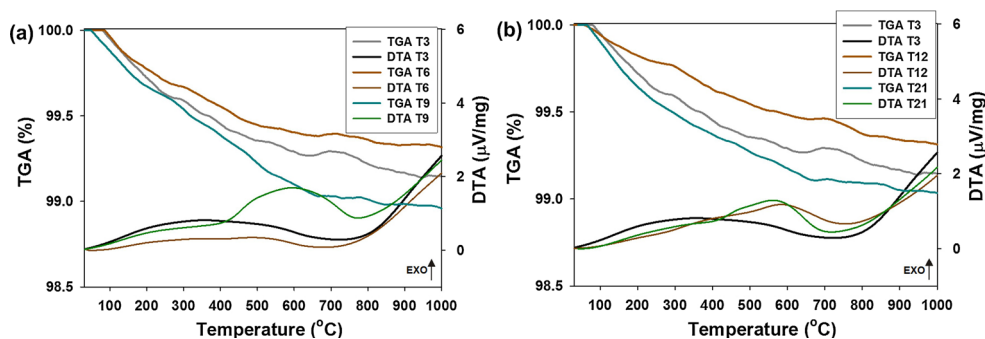 (a)
TGA (%)
100.0
99.5
99.0
98.5
TGA T3
DTA T3
TGA T6
DTA T6
TGA T9
DTA T9
6
4
2
0
DTA (µV/mg)
EXO
100 200 300 400 500 600 700 800 900 1000
Temperature (°C)
(b)
TGA (%)
100.0
99.5
99.0
98.5
TGA T3
DTA T3
TGA T12
DTA T12
TGA T21
DTA T21
6
4
2
0
DTA (µV/mg)
EXO
100 200 300 400 500 600 700 800 900 1000
Temperature (°C)